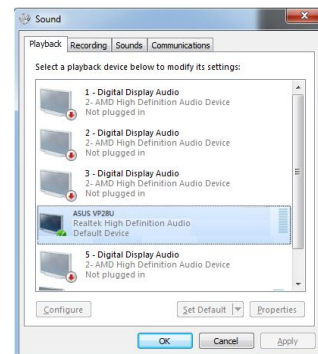 Sound
Playback Recording Sounds Communications
Select a playback device below to modify its settings:
1 - Digital Display Audio
2- AMD High Definition Audio Device
Not plugged in
2 - Digital Display Audio
2- AMD High Definition Audio Device
Not plugged in
3 - Digital Display Audio
2- AMD High Definition Audio Device
Not plugged in
ASUS VP28U
Realtek High Definition Audio
Default Device
5 - Digital Display Audio
2- AMD High Definition Audio Device
Not plugged in
Configure Set Default Properties
OK Cancel Apply